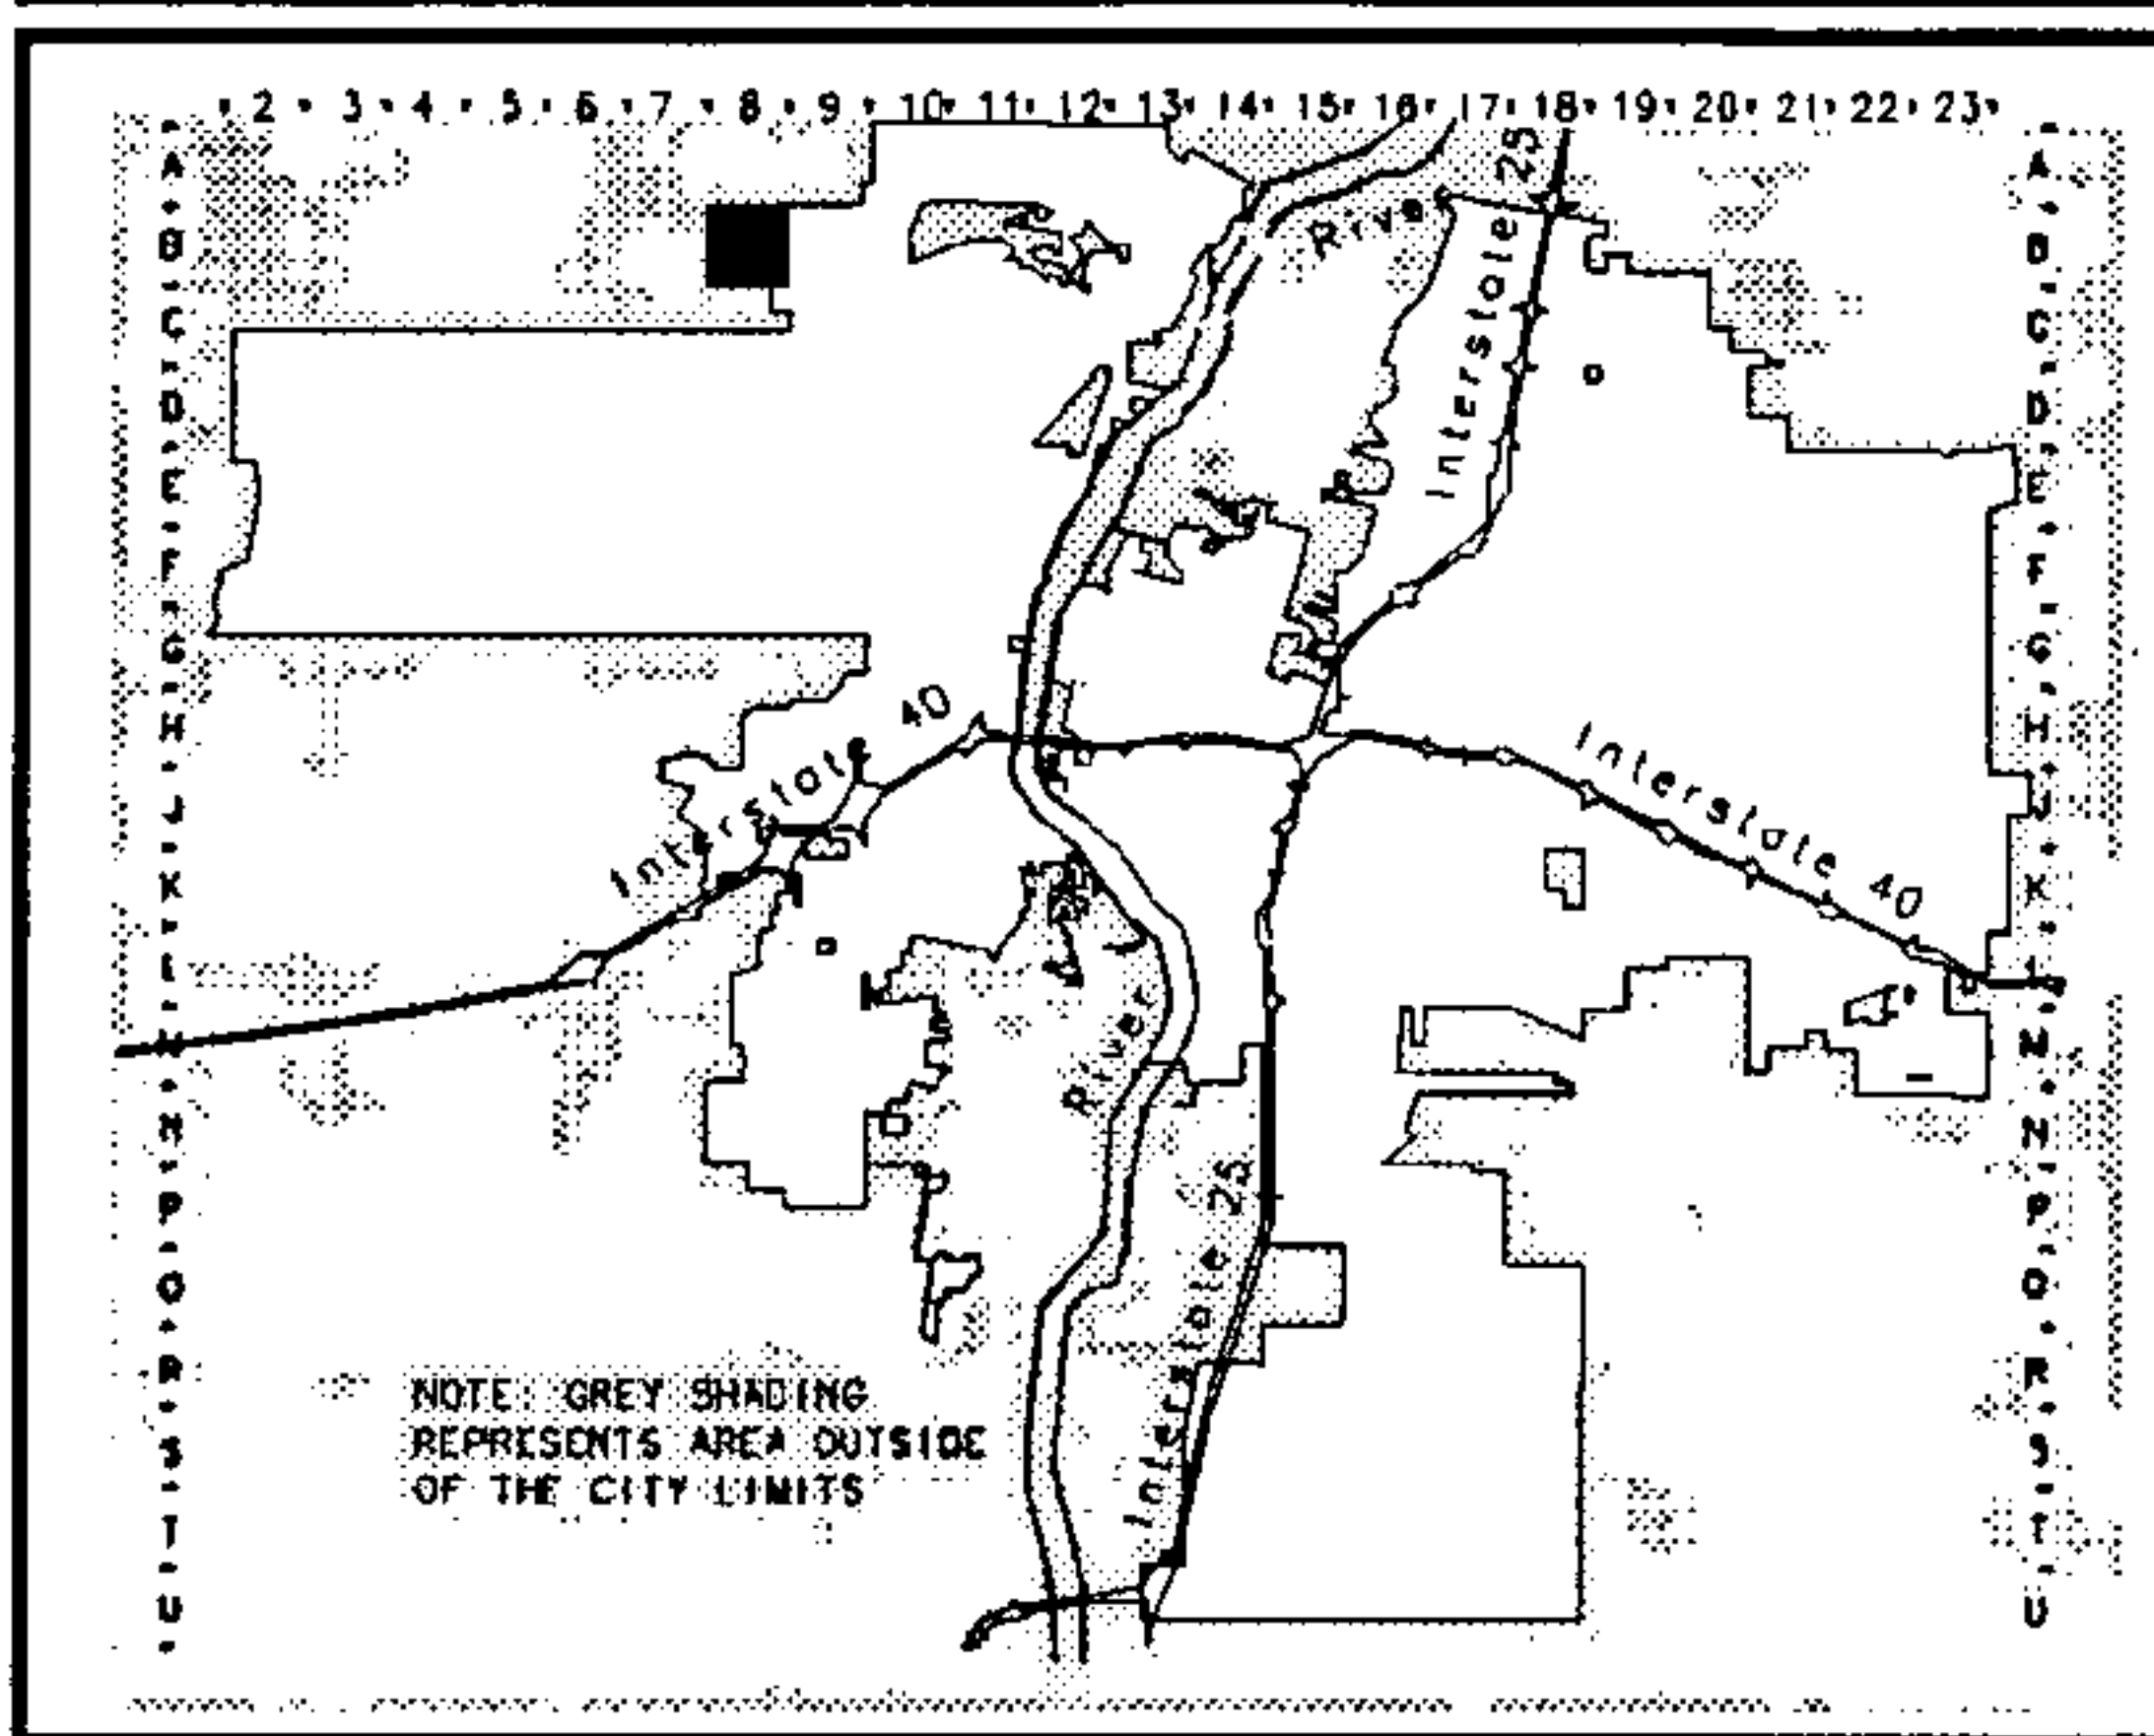 2 3 4 5 6 7 8 9 10 11 12 13 14 15 16 17 18 19 20 21 22 23
A A
B B
C C
D D
E E
F F
G G
H H
J J
K K
L L
M M
N N
P P
Q Q
R R
S S
T T
U U
Interstate 25
River
Interstate 40
Interstate 40
River
Interstate 25
NOTE: GREY SHADING
REPRESENTS AREA OUTSIDE
OF THE CITY LIMITS